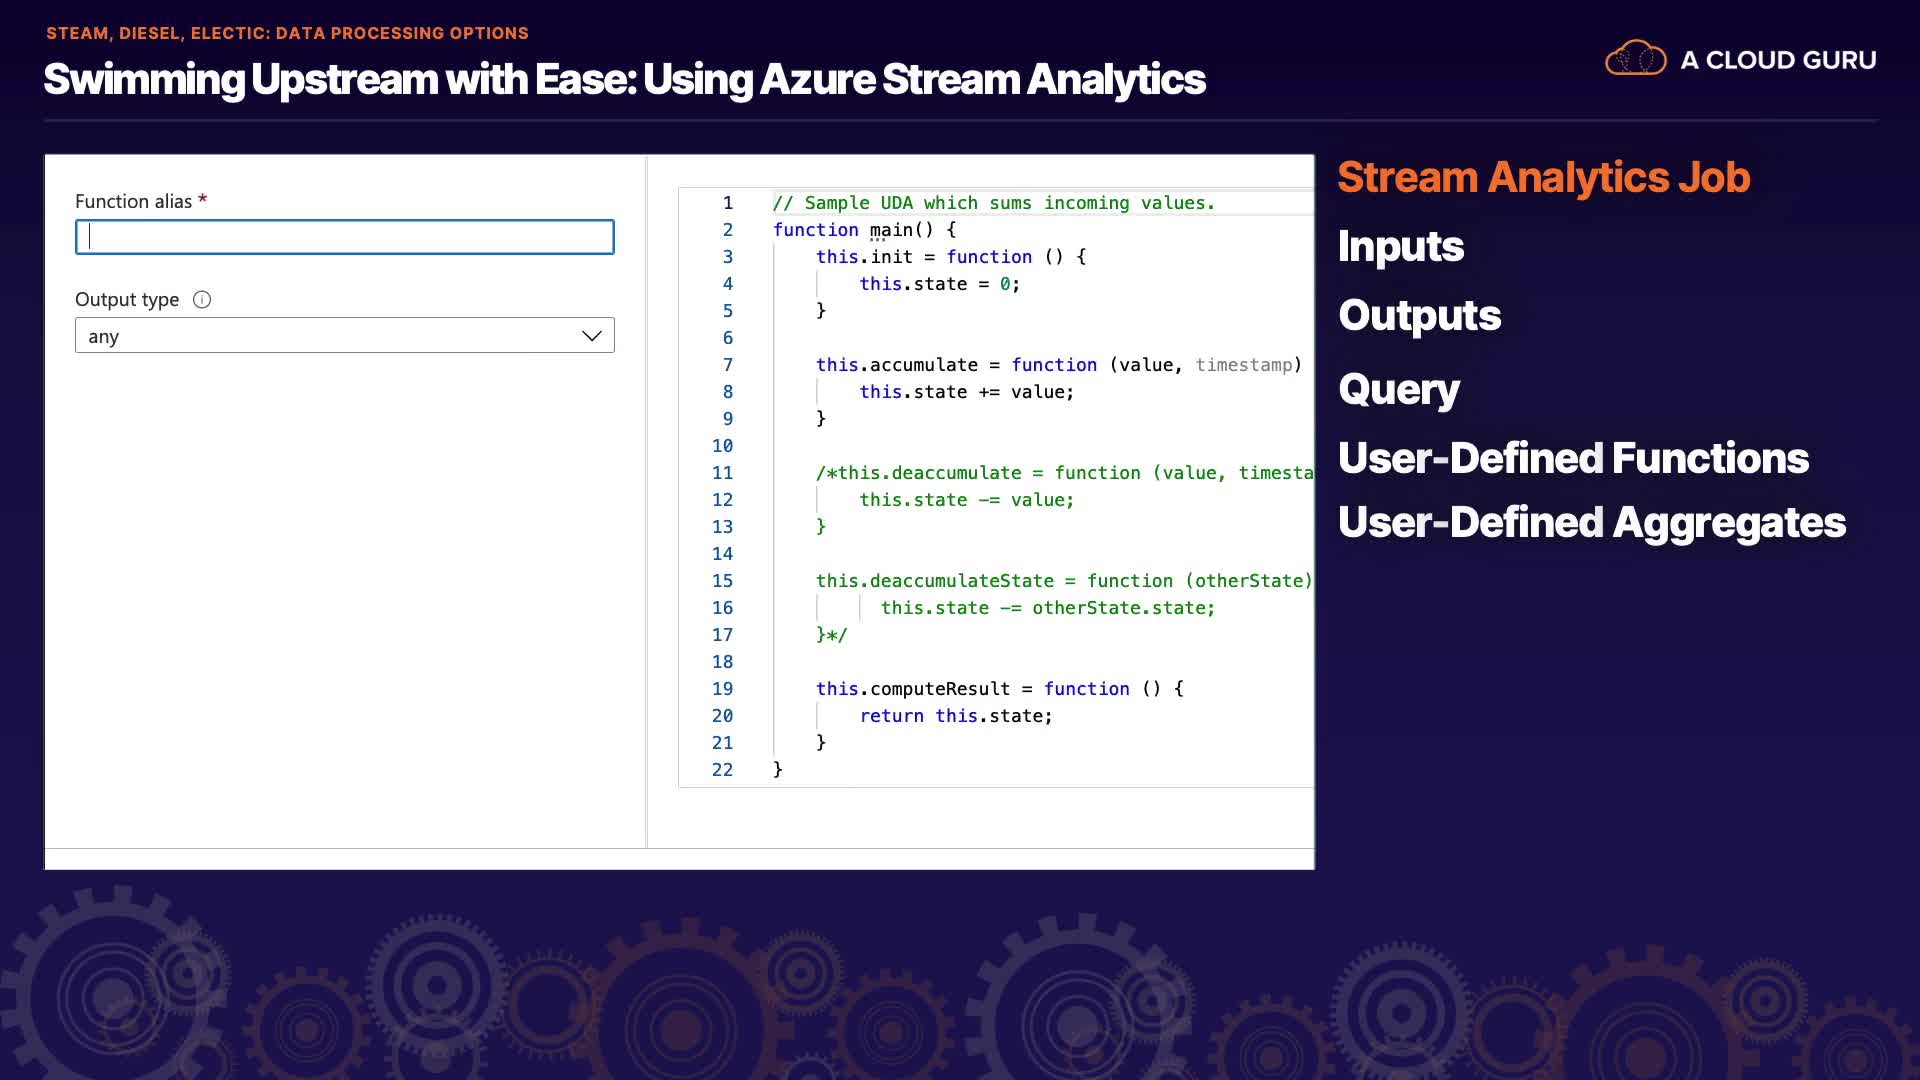 STEAM, DIESEL, ELECTIC: DATA PROCESSING OPTIONS
Swimming Upstream with Ease: Using Azure Stream Analytics
A CLOUD GURU
Function alias *
Output type
any
1 // Sample UDA which sums incoming values.
2 function main() {
3 this.init = function () {
4 this.state = 0;
5 }
6
7 this.accumulate = function (value, timestamp)
8 this.state += value;
9 }
10
11 /*this.deaccumulate = function (value, timesta
12 this.state -= value;
13 }
14
15 this.deaccumulateState = function (otherState)
16 this.state -= otherState.state;
17 }*/
18
19 this.computeResult = function () {
20 return this.state;
21 }
22 }
Stream Analytics Job
Inputs
Outputs
Query
User-Defined Functions
User-Defined Aggregates